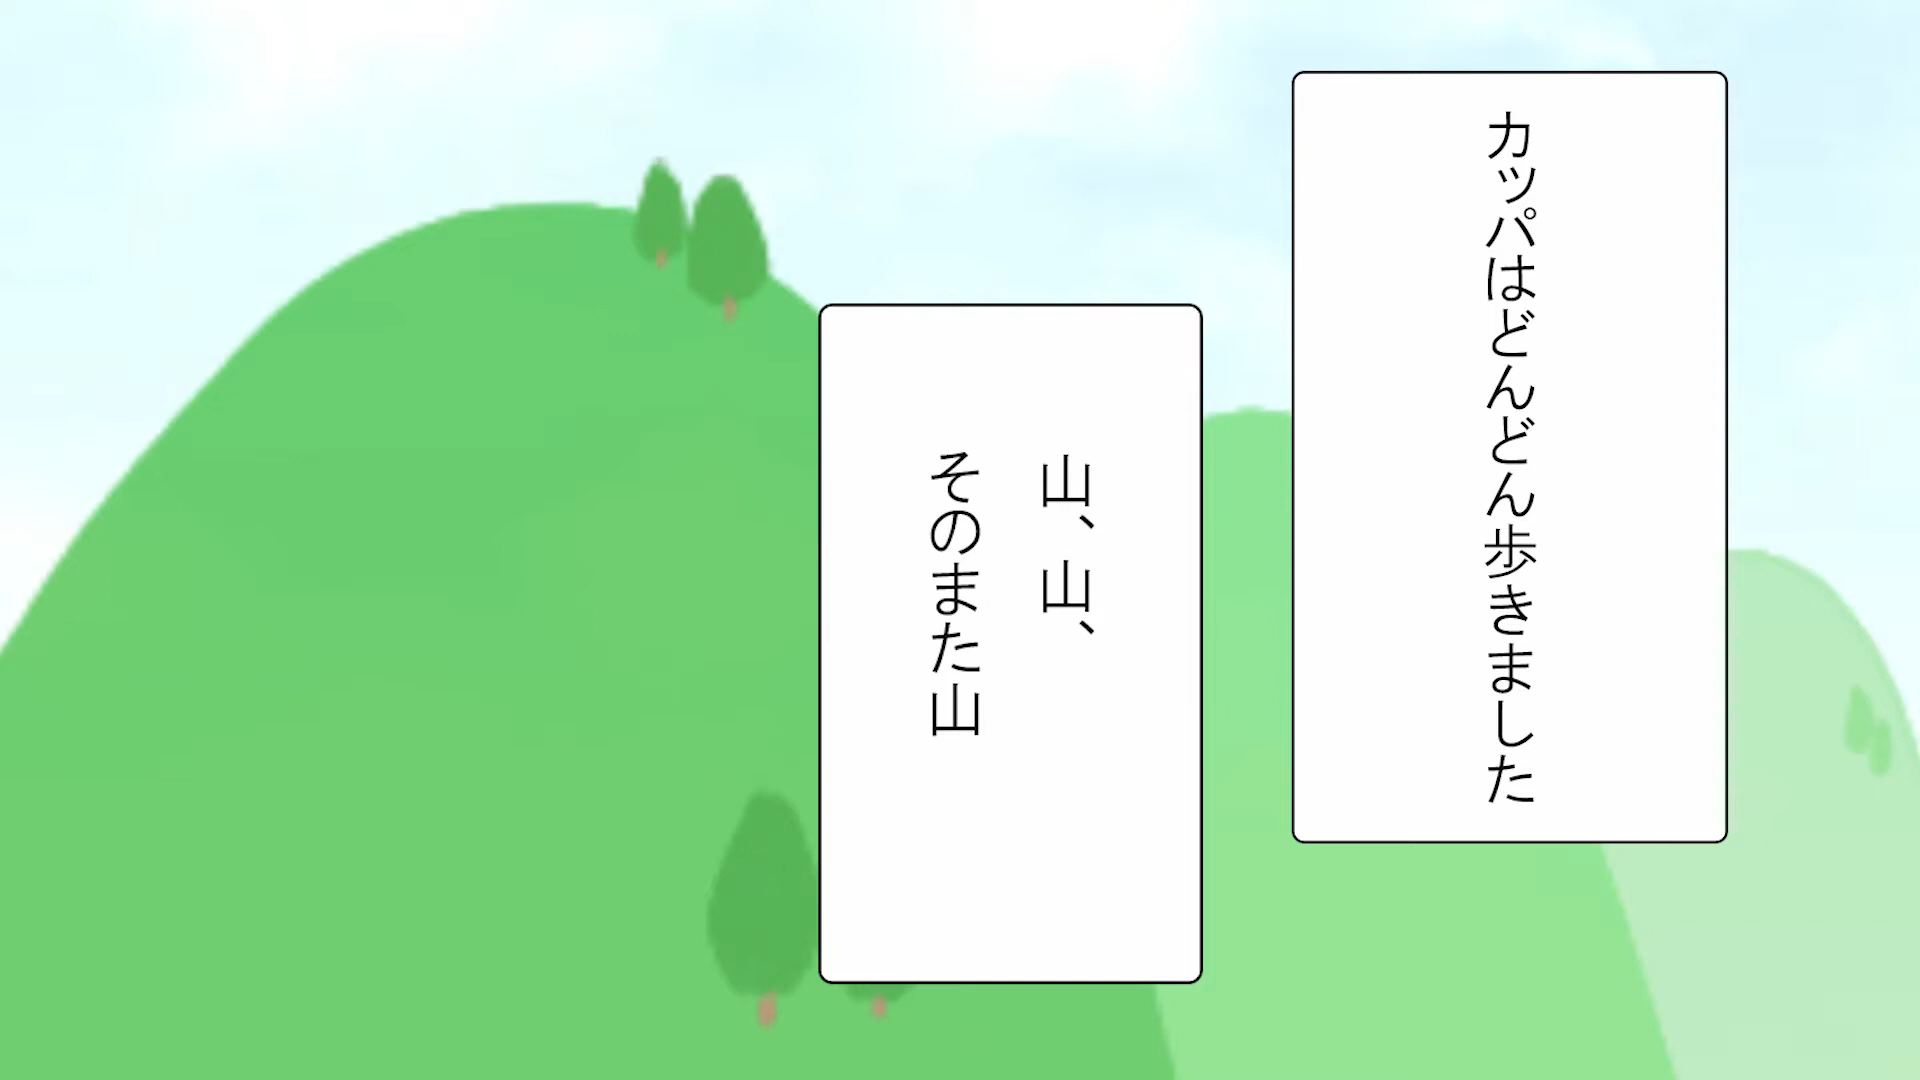 カッパはどんどん歩きました
山、山、
そのまた山